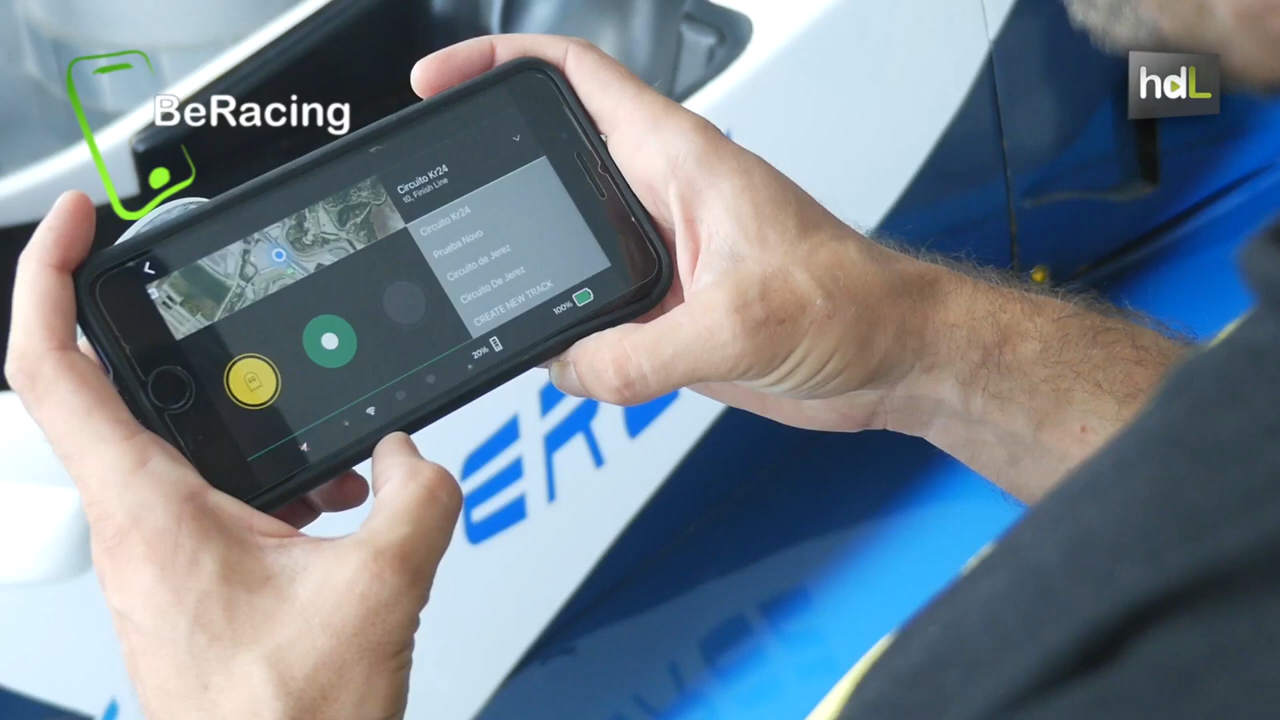 BeRacing
hdL
Circuito Kr24
t0, Finish Line
Circuito Kr24
Prueba Novo
Circuito de Jerez
Circuito De Jerez
CREATE NEW TRACK
100%
20%